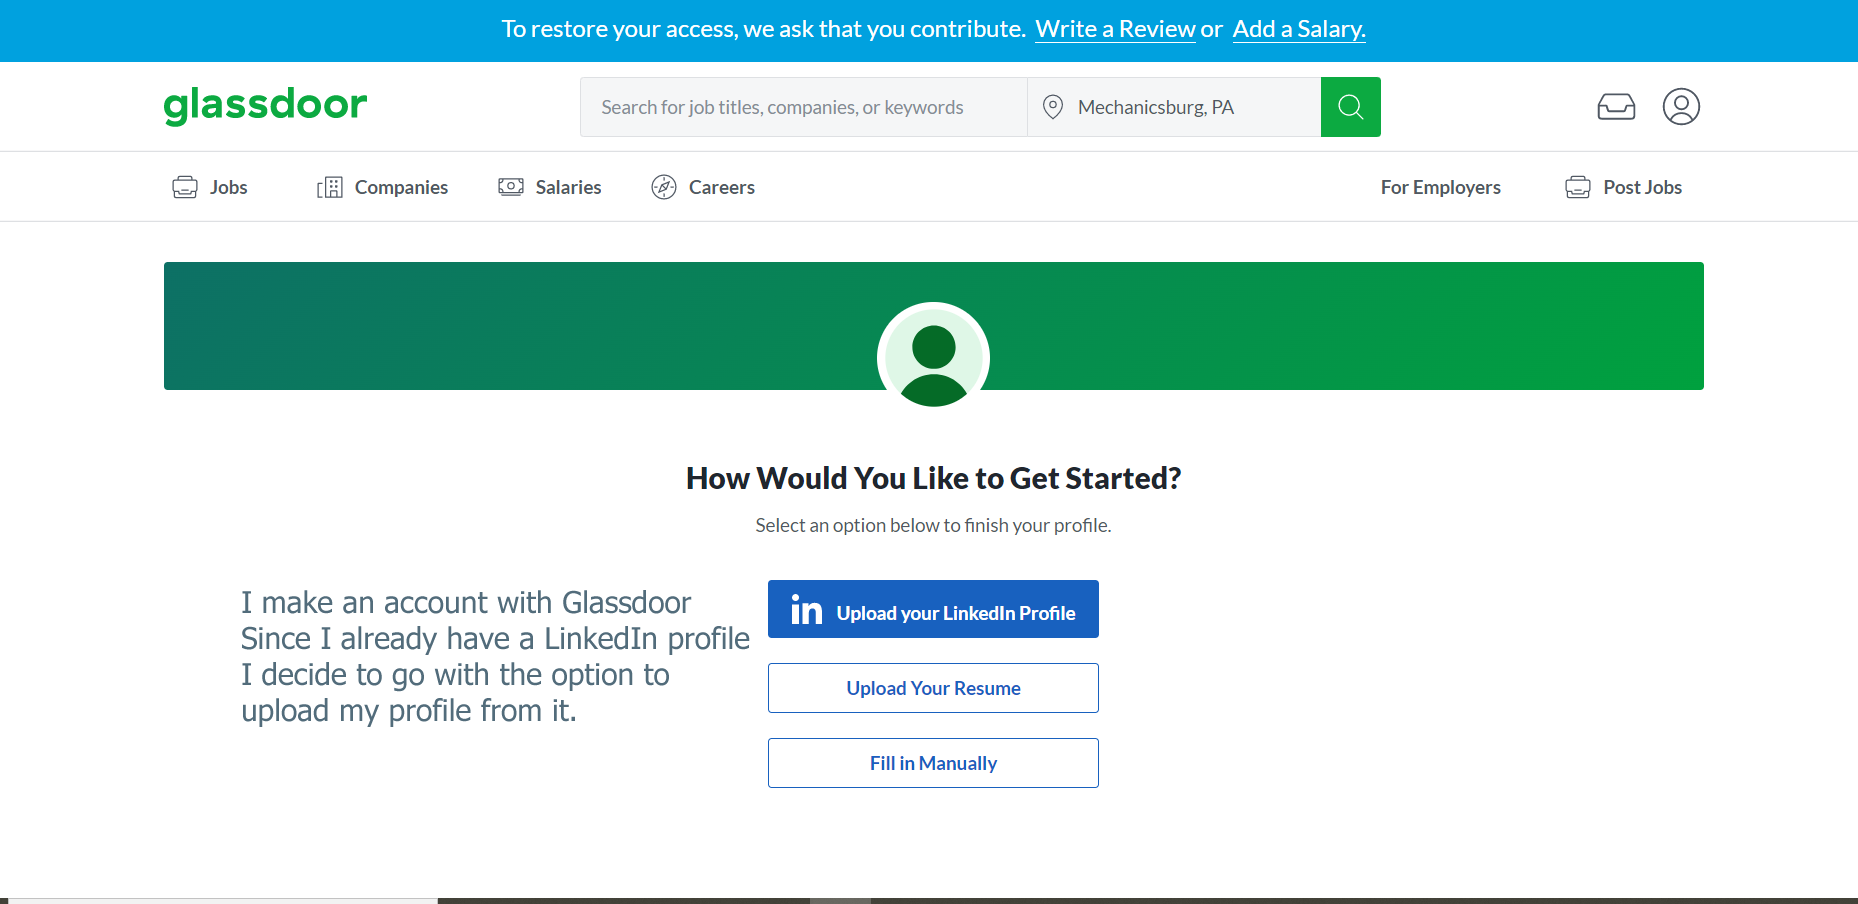 To restore your access, we ask that you contribute. Write a Review or Add a Salary.
glassdoor
Search for job titles, companies, or keywords
Mechanicsburg, PA
Jobs
Companies
Salaries
Careers
For Employers
Post Jobs
How Would You Like to Get Started?
Select an option below to finish your profile.
I make an account with Glassdoor
Since I already have a LinkedIn profile
I decide to go with the option to
upload my profile from it.
in Upload your LinkedIn Profile
Upload Your Resume
Fill in Manually